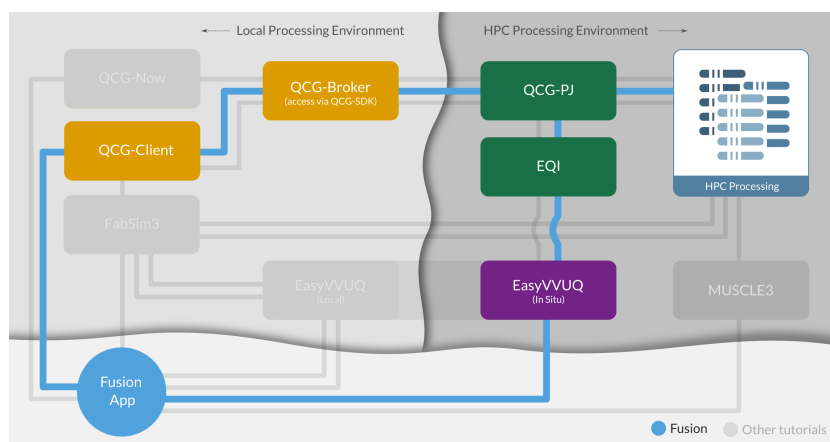 Local Processing Environment
HPC Processing Environment
QCG-Now
QCG-Broker
(access via QCG-SDK)
QCG-PJ
QCG-Client
EQI
HPC Processing
FabSim3
EasyVVUQ
(Local)
EasyVVUQ
(In Situ)
MUSCLE3
Fusion
App
Fusion
Other tutorials